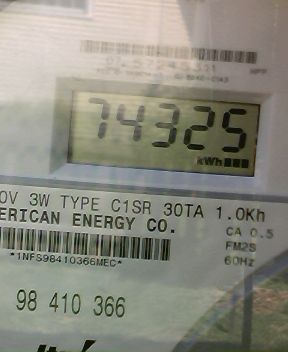 74325
kWh
0V 3W TYPE C1SR 30TA 1.0Kh
ERICAN ENERGY CO.
CA 0.5
FM2S
60Hz
*1NFS98410366MEC*
98 410 366